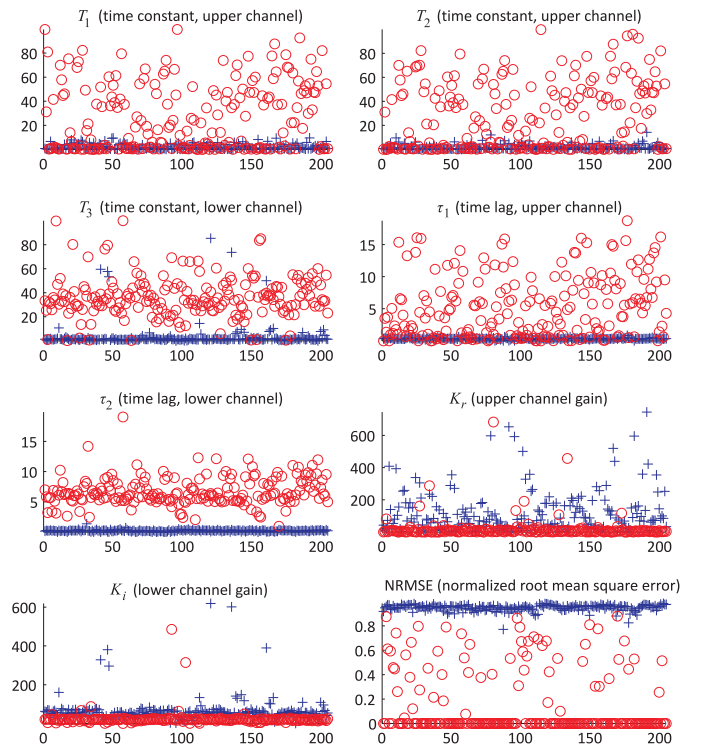 T1 (time constant, upper channel)
T2 (time constant, upper channel)
80
60
40
20
0 50 100 150 200
80
60
40
20
0 50 100 150 200
T3 (time constant, lower channel)
τ1 (time lag, upper channel)
80
60
40
20
0 50 100 150 200
15
10
5
0 50 100 150 200
τ2 (time lag, lower channel)
Kr (upper channel gain)
15
10
5
0 50 100 150 200
600
400
200
0 50 100 150 200
Ki (lower channel gain)
NRMSE (normalized root mean square error)
600
400
200
0 50 100 150 200
0.8
0.6
0.4
0.2
0
0 50 100 150 200